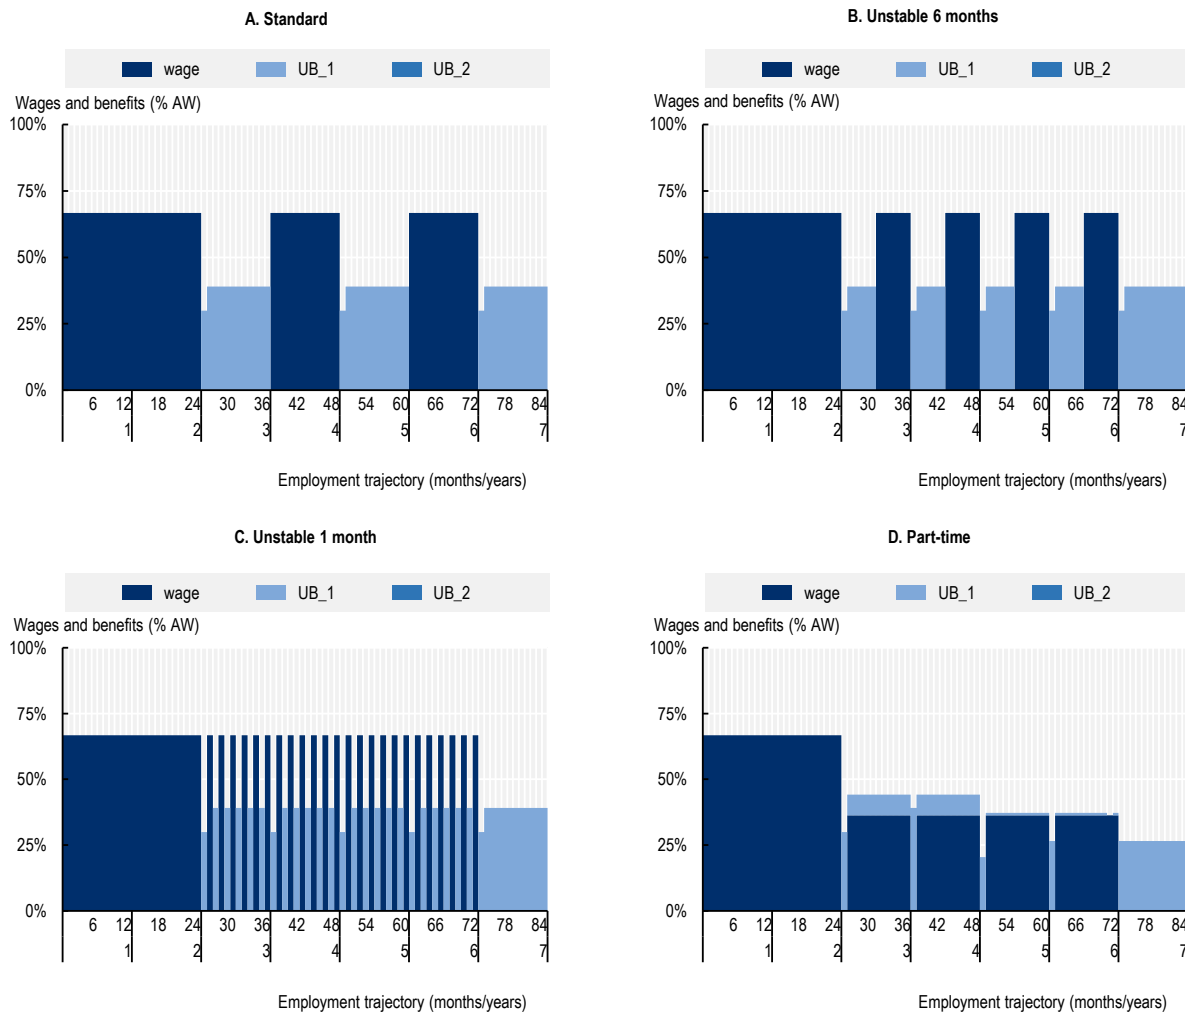 A. Standard
wage UB_1 UB_2
Wages and benefits (% AW)
100%
75%
50%
25%
0%
6 12 18 24 30 36 42 48 54 60 66 72 78 84
1 2 3 4 5 6 7
Employment trajectory (months/years)
B. Unstable 6 months
wage UB_1 UB_2
Wages and benefits (% AW)
100%
75%
50%
25%
0%
6 12 18 24 30 36 42 48 54 60 66 72 78 84
1 2 3 4 5 6 7
Employment trajectory (months/years)
C. Unstable 1 month
wage UB_1 UB_2
Wages and benefits (% AW)
100%
75%
50%
25%
0%
6 12 18 24 30 36 42 48 54 60 66 72 78 84
1 2 3 4 5 6 7
Employment trajectory (months/years)
D. Part-time
wage UB_1 UB_2
Wages and benefits (% AW)
100%
75%
50%
25%
0%
6 12 18 24 30 36 42 48 54 60 66 72 78 84
1 2 3 4 5 6 7
Employment trajectory (months/years)